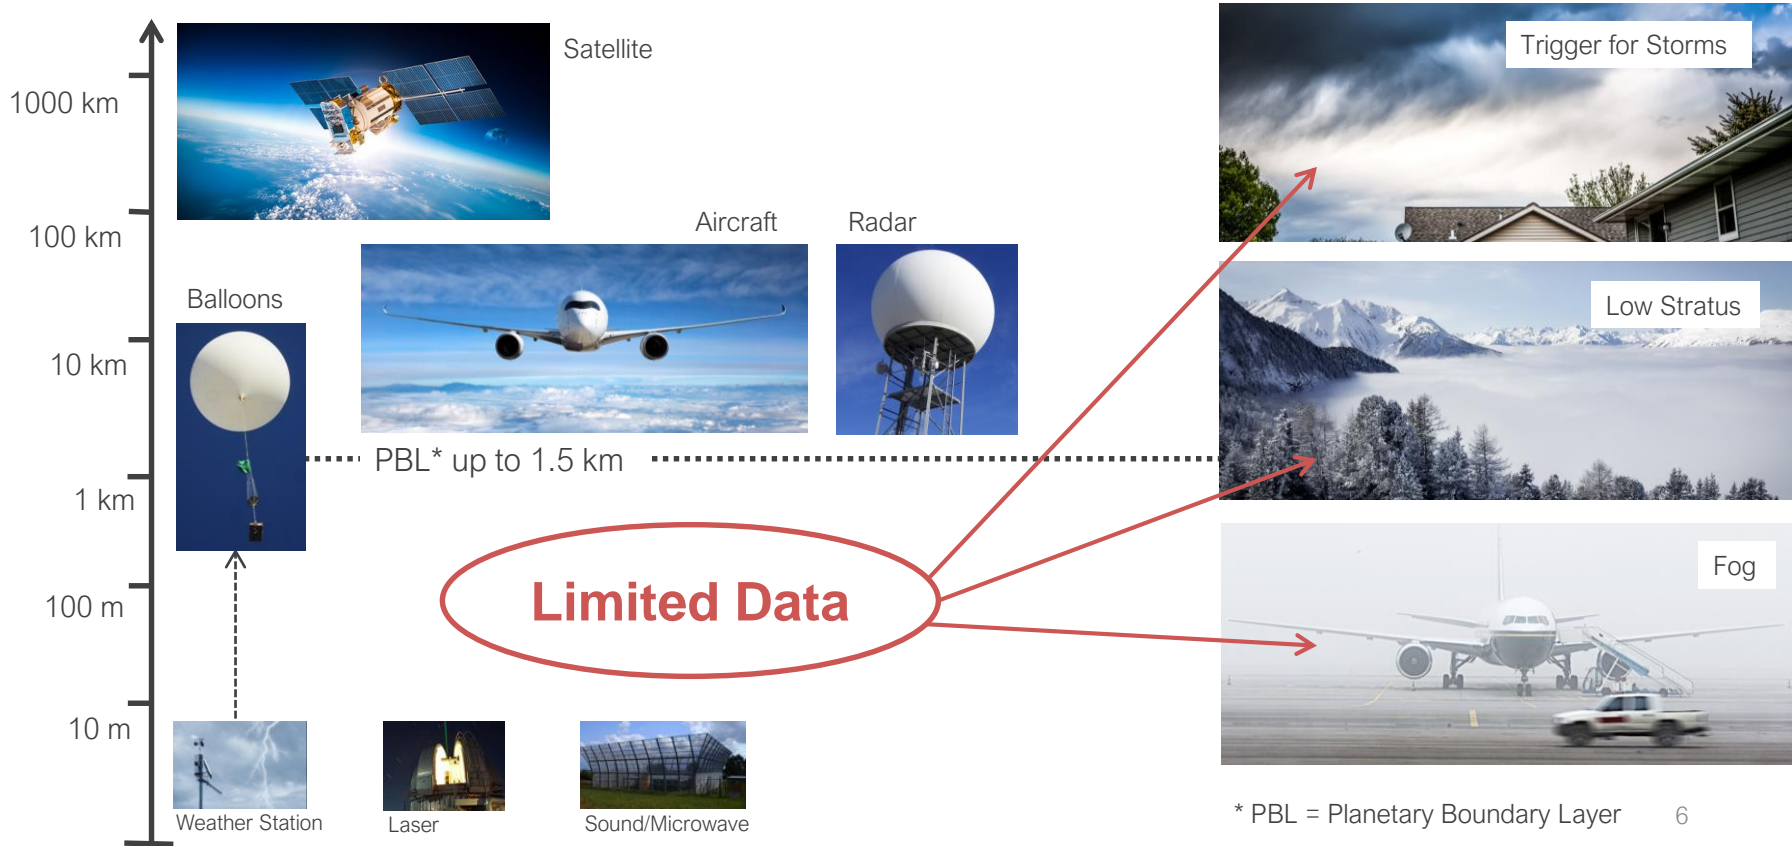 Satellite
Trigger for Storms
1000 km
Aircraft
Radar
100 km
Balloons
Low Stratus
10 km
PBL* up to 1.5 km
1 km
Fog
Limited Data
100 m
10 m
Weather Station
Laser
Sound/Microwave
* PBL = Planetary Boundary Layer
6